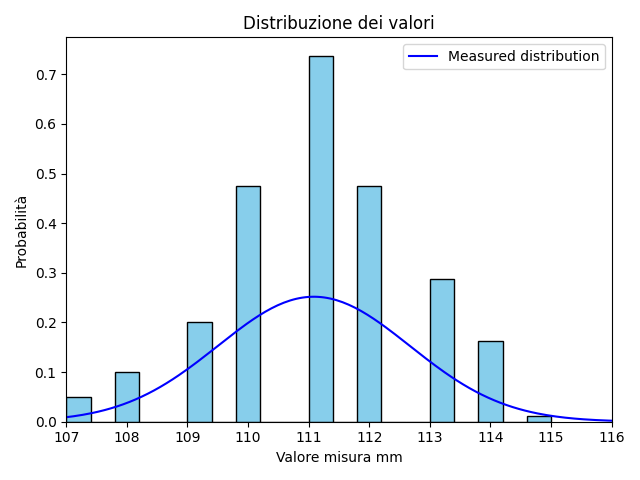 Distribuzione dei valori
Measured distribution
Probabilità
0.7
0.6
0.5
0.4
0.3
0.2
0.1
0.0
107 108 109 110 111 112 113 114 115 116
Valore misura mm